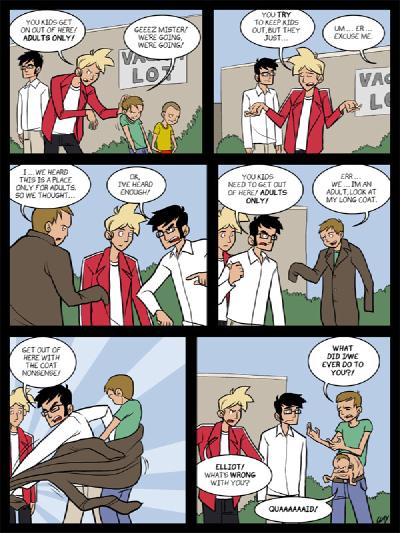 YOU KIDS GET
ON OUT OF HERE!
ADULTS ONLY!
GEEEZ MISTER!
WE'RE GOING,
WE'RE GOING!
VAC
LOT
YOU TRY
TO KEEP KIDS
OUT, BUT THEY
JUST...
UM... ER...
EXCUSE ME.
VAC
LO
I... WE HEARD
THIS IS A PLACE
ONLY FOR ADULTS.
SO WE THOUGHT...
OK,
I'VE HEARD
ENOUGH!
YOU KIDS
NEED TO GET OUT
OF HERE! ADULTS
ONLY!
ERR...
WE... I'M AN
ADULT, LOOK AT
MY LONG COAT.
GET OUT OF
HERE WITH
THE COAT
NONSENSE!
WHAT
DID I/WE
EVER DO TO
YOU?!
ELLIOT!
WHAT'S WRONG
WITH YOU?
QUAAAAAAID!